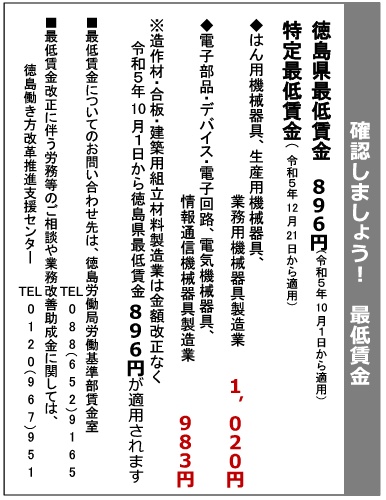 確認しましょう！　最低賃金
徳島県最低賃金　８９６円（令和５年１０月１日から適用）
特定最低賃金（令和５年１２月２１日から適用）
◆はん用機械器具、生産用機械器具、
業務用機械器具製造業　１，０２０円
◆電子部品・デバイス・電子回路、電気機械器具、
情報通信機械器具製造業　９８３円
※造作材・合板・建築用組立材料製造業は金額改正なく
令和５年１０月１日から徳島県最低賃金８９６円が適用されます
■最低賃金についてのお問い合わせ先は、徳島労働局労働基準部賃金室
TEL０８８（６５２）９１６５
■最低賃金改正に伴う労務等のご相談や業務改善助成金に関しては、
徳島働き方改革推進支援センター　TEL０１２０（９６７）９５１